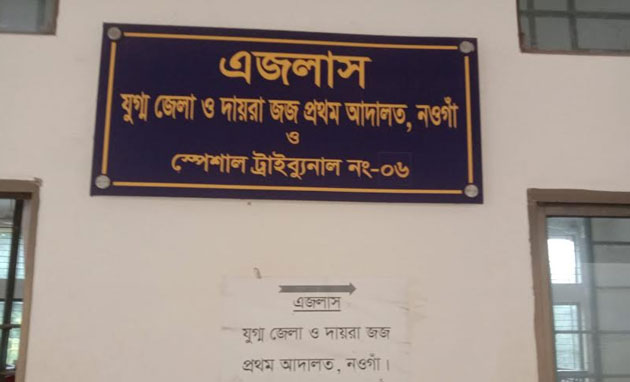 এজলাস
যুগ্ম জেলা ও দায়রা জজ প্রথম আদালত, নওগাঁ
ও
স্পেশাল ট্রাইব্যুনাল নং-০৬
এজলাস
যুগ্ম জেলা ও দায়রা জজ
প্রথম আদালত, নওগাঁ।